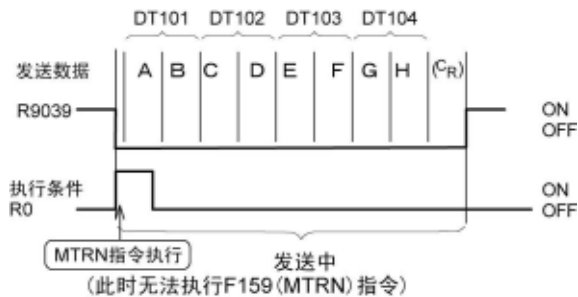 DT101 DT102 DT103 DT104
发送数据 A B C D E F G H (CR)
R9039 ON
OFF
执行条件 ON
R0 OFF
MTRN指令执行 发送中
(此时无法执行F159(MTRN)指令)